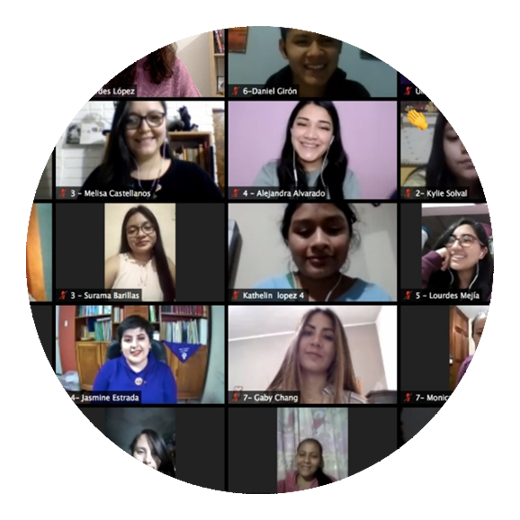 des López
6-Daniel Girón
3 - Melisa Castellanos
4 - Alejandra Alvarado
2- Kylie Solval
3 - Surama Barillas
Kathelin lopez 4
5 - Lourdes Mejía
4- Jasmine Estrada
7- Gaby Chang
7- Monic